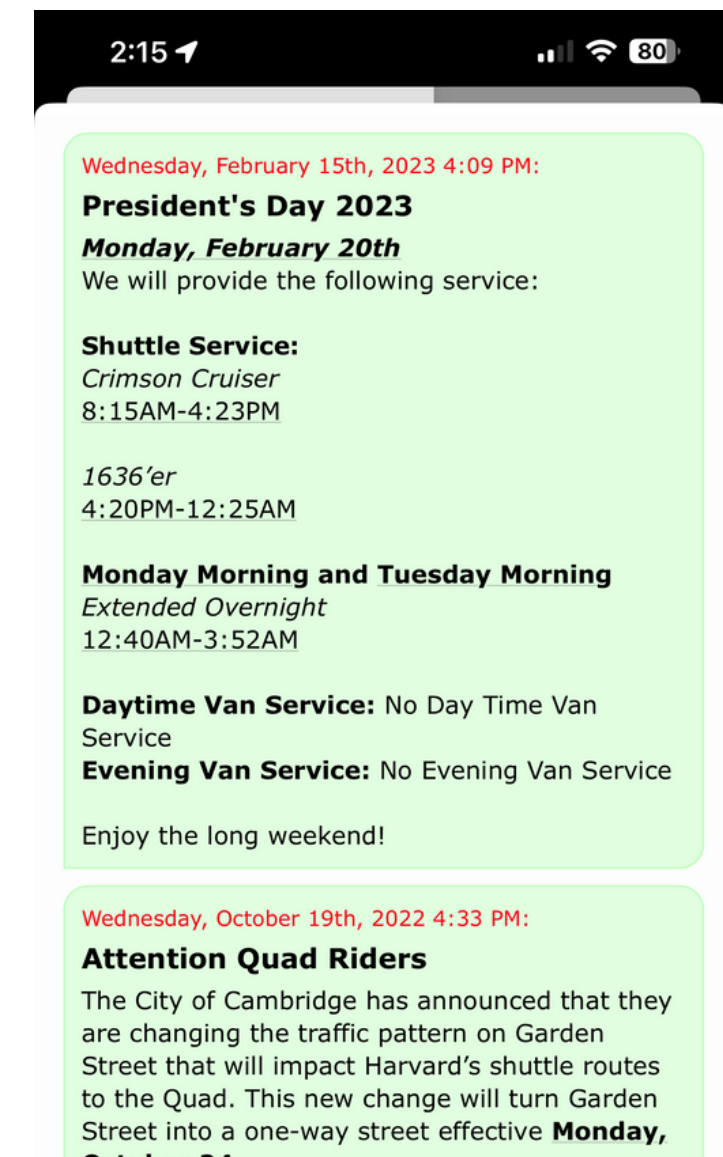 2:15
80
Wednesday, February 15th, 2023 4:09 PM:
President's Day 2023
Monday, February 20th
We will provide the following service:
Shuttle Service:
Crimson Cruiser
8:15AM-4:23PM
1636’er
4:20PM-12:25AM
Monday Morning and Tuesday Morning
Extended Overnight
12:40AM-3:52AM
Daytime Van Service: No Day Time Van
Service
Evening Van Service: No Evening Van Service
Enjoy the long weekend!
Wednesday, October 19th, 2022 4:33 PM:
Attention Quad Riders
The City of Cambridge has announced that they
are changing the traffic pattern on Garden
Street that will impact Harvard’s shuttle routes
to the Quad. This new change will turn Garden
Street into a one-way street effective Monday,